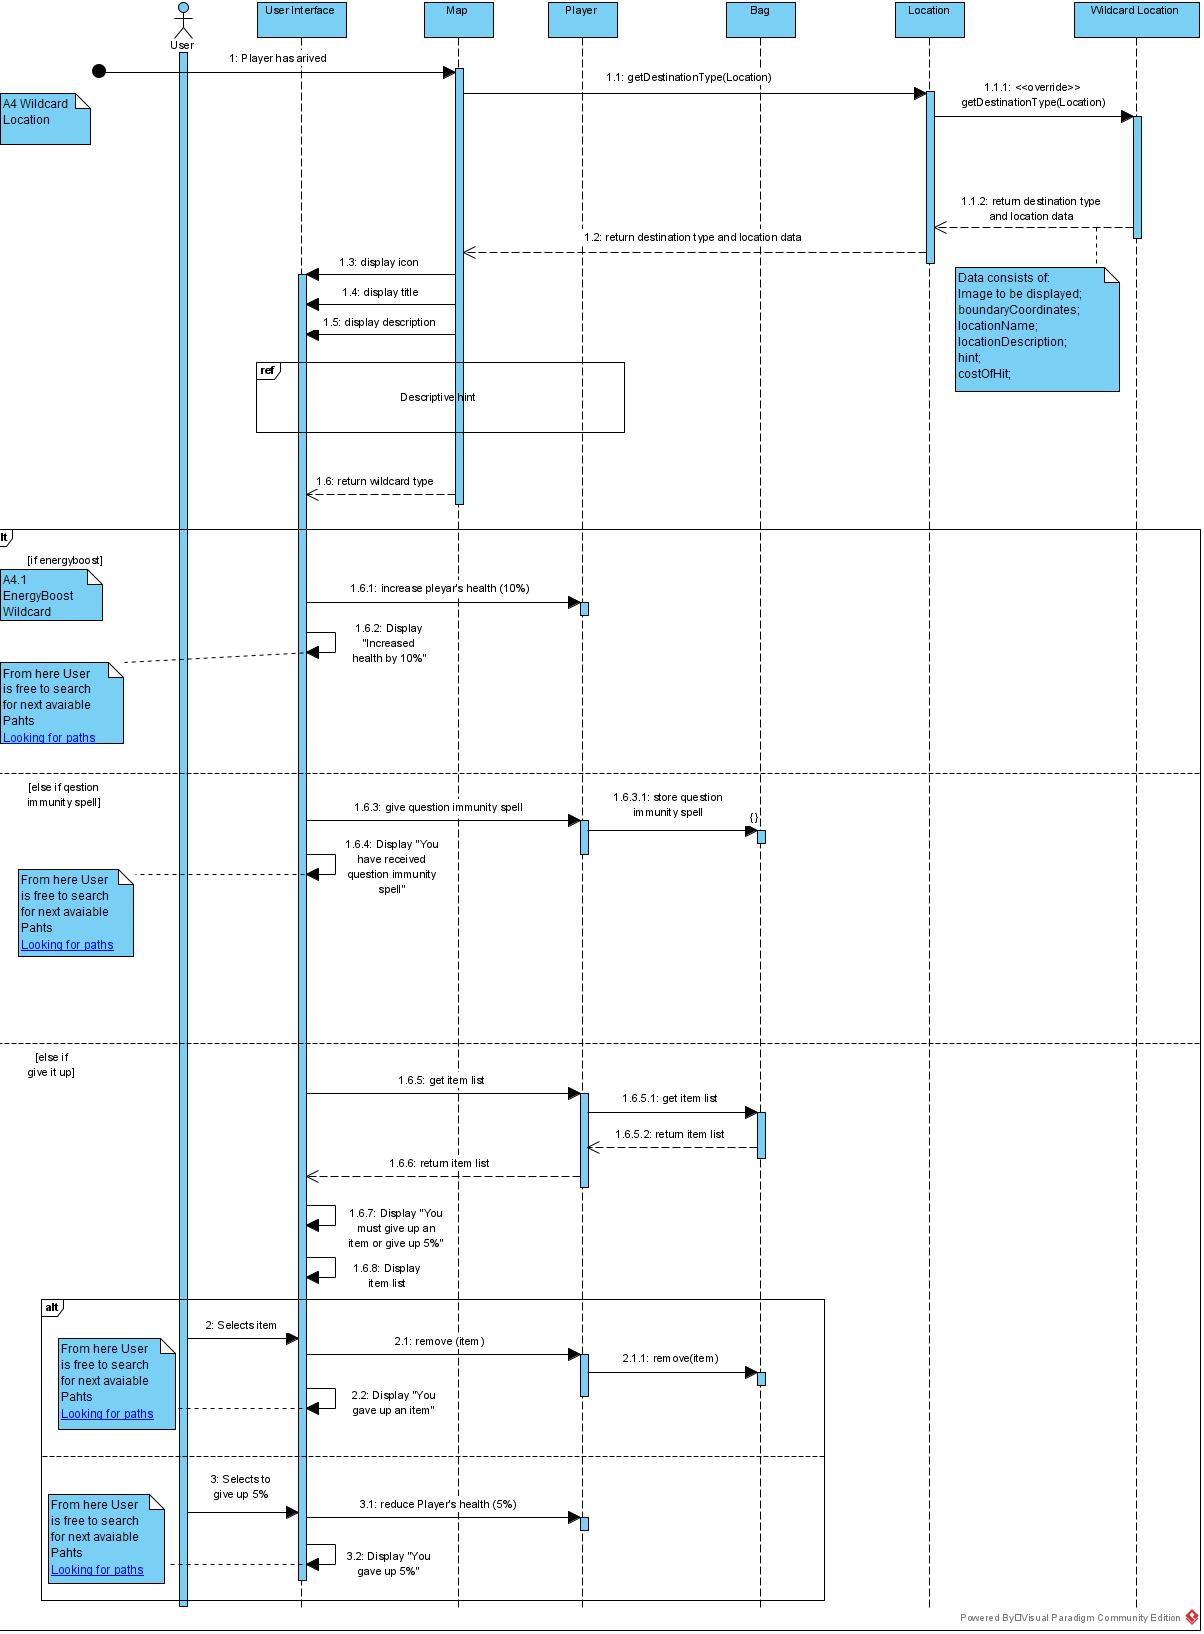 User Interface
Map
Player
Bag
Location
Wildcard Location
User
1: Player has arived
1.1: getDestinationType(Location)
1.1.1: <<override>>
getDestinationType(Location)
A4 Wildcard
Location
1.1.2: return destination type
and location data
1.2: return destination type and location data
1.3: display icon
1.4: display title
1.5: display description
Data consists of:
Image to be displayed;
boundaryCoordinates;
locationName;
locationDescription;
hint;
costOfHit;
ref
Descriptive hint
1.6: return wildcard type
lt
[if energyboost]
A4.1
EnergyBoost
Wildcard
1.6.1: increase pleyar's health (10%)
1.6.2: Display
"Increased
health by 10%"
From here User
is free to search
for next avaiable
Pahts
Looking for paths
[else if qestion
immunity spell]
1.6.3: give question immunity spell
1.6.3.1: store question
immunity spell
{}
1.6.4: Display "You
have received
question immunity
spell"
From here User
is free to search
for next avaiable
Pahts
Looking for paths
[else if
give it up]
1.6.5: get item list
1.6.5.1: get item list
1.6.5.2: return item list
1.6.6: return item list
1.6.7: Display "You
must give up an
item or give up 5%"
1.6.8: Display
item list
alt
2: Selects item
2.1: remove (item)
2.1.1: remove(item)
From here User
is free to search
for next avaiable
Pahts
Looking for paths
2.2: Display "You
gave up an item"
3: Selects to
give up 5%
3.1: reduce Player's health (5%)
From here User
is free to search
for next avaiable
Pahts
Looking for paths
3.2: Display "You
gave up 5%"
Powered By Visual Paradigm Community Edition